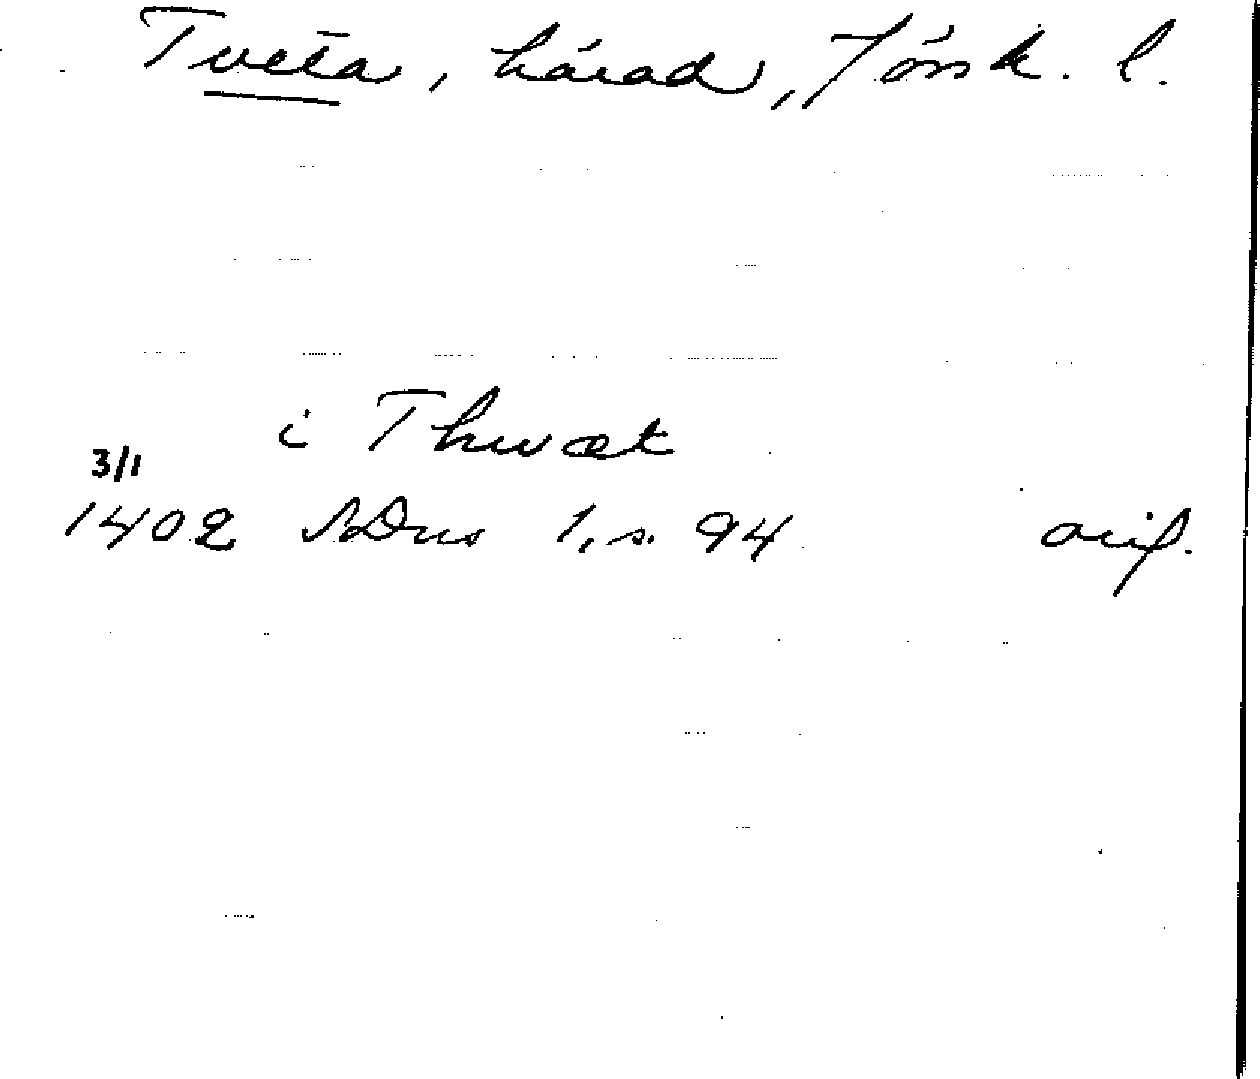 Tveta, härad, Jönk. l.
i Thwæt
3/1
1402 SDns 1, s. 94 orig.